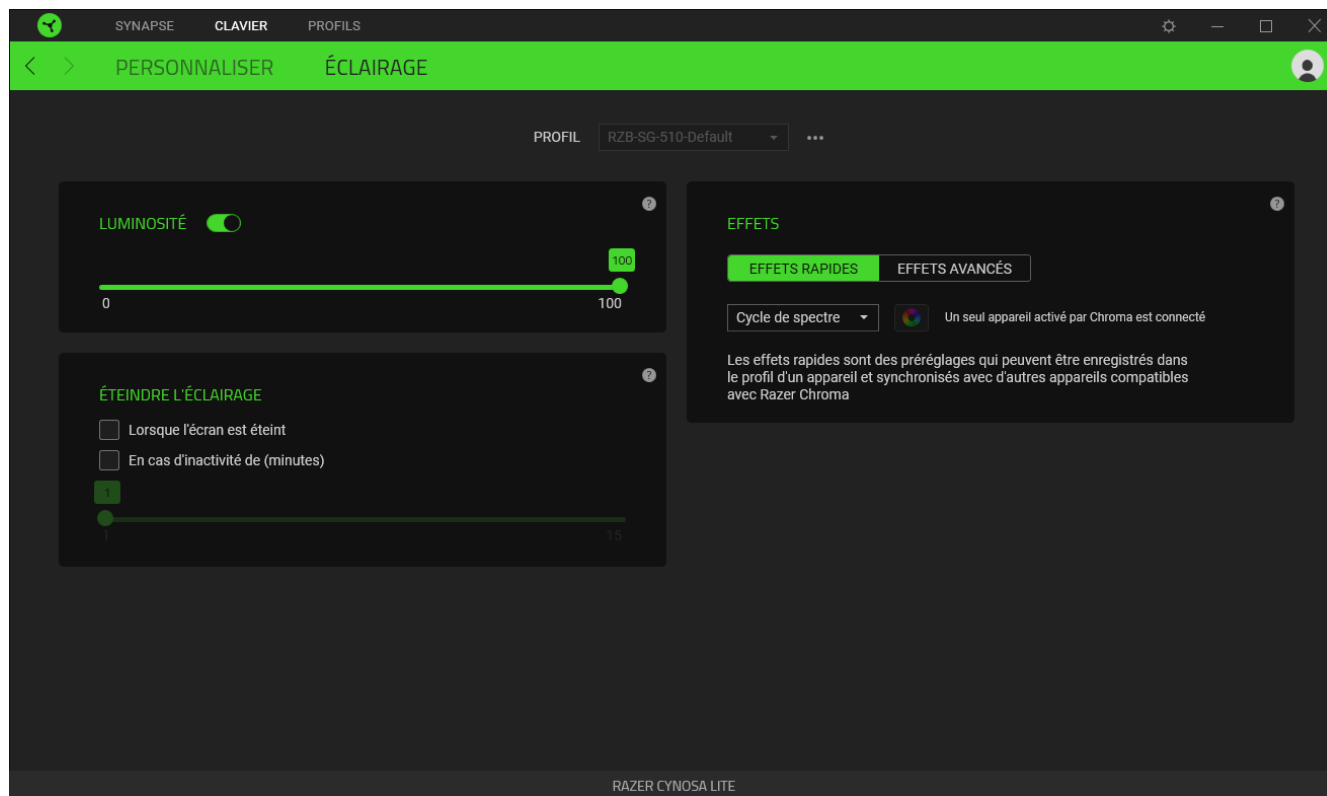 SYNAPSE CLAVIER PROFILS
PERSONNALISER ÉCLAIRAGE
PROFIL RZB-SG-510-Default
LUMINOSITÉ
100
0 100
ÉTEINDRE L'ÉCLAIRAGE
Lorsque l'écran est éteint
En cas d'inactivité de (minutes)
1
1 15
EFFETS
EFFETS RAPIDES EFFETS AVANCÉS
Cycle de spectre Un seul appareil activé par Chroma est connecté
Les effets rapides sont des préréglages qui peuvent être enregistrés dans
le profil d'un appareil et synchronisés avec d'autres appareils compatibles
avec Razer Chroma
RAZER CYNOSA LITE